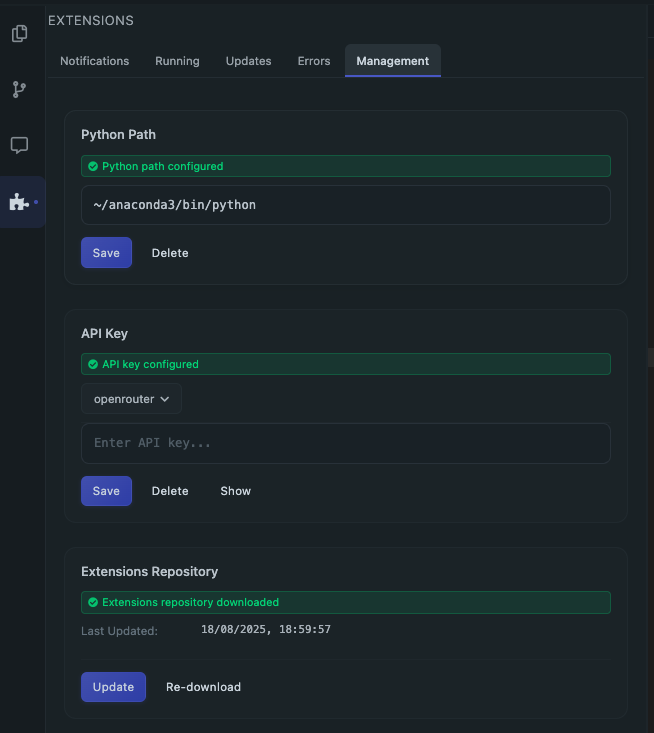 EXTENSIONS
Notifications Running Updates Errors Management
Python Path
Python path configured
~/anaconda3/bin/python
Save Delete
API Key
API key configured
openrouter
Enter API key...
Save Delete Show
Extensions Repository
Extensions repository downloaded
Last Updated: 18/08/2025, 18:59:57
Update Re-download